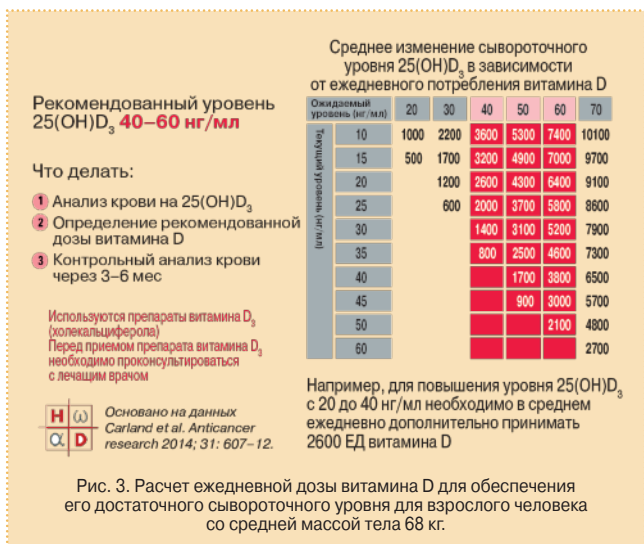 Рекомендованный уровень
25(OH)D₃ 40–60 нг/мл
Что делать:
1 Анализ крови на 25(OH)D₃
2 Определение рекомендованной
дозы витамина D
3 Контрольный анализ крови
через 3–6 мес
Используются препараты витамина D₃
(холекальциферола)
Перед приемом препарата витамина D₃
необходимо проконсультироваться
с лечащим врачом
H ω
α D
Основано на данных
Carland et al. Anticancer
research 2014; 31: 607–12.
Среднее изменение сывороточного
уровня 25(OH)D₃ в зависимости
от ежедневного потребления витамина D
Ожидаемый
уровень (нг/мл) 20 30 40 50 60 70
Текущий уровень (нг/мл)
10 1000 2200 3600 5300 7400 10100
15 500 1700 3200 4900 7000 9700
20 1200 2600 4300 6400 9100
25 600 2000 3700 5800 8600
30 1400 3100 5200 7900
35 800 2500 4600 7300
40 1700 3800 6500
45 900 3000 5700
50 2100 4800
60 2700
Например, для повышения уровня 25(OH)D₃
с 20 до 40 нг/мл необходимо в среднем
ежедневно дополнительно принимать
2600 ЕД витамина D
Рис. 3. Расчет ежедневной дозы витамина D для обеспечения
его достаточного сывороточного уровня для взрослого человека
со средней массой тела 68 кг.